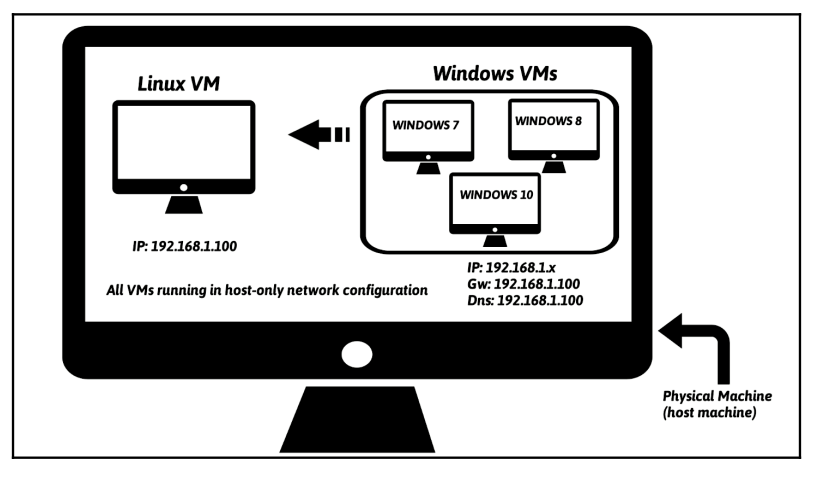 Linux VM
Windows VMs
WINDOWS 7
WINDOWS 8
WINDOWS 10
IP: 192.168.1.100
IP: 192.168.1.x
Gw: 192.168.1.100
Dns: 192.168.1.100
All VMs running in host-only network configuration
Physical Machine
(host machine)